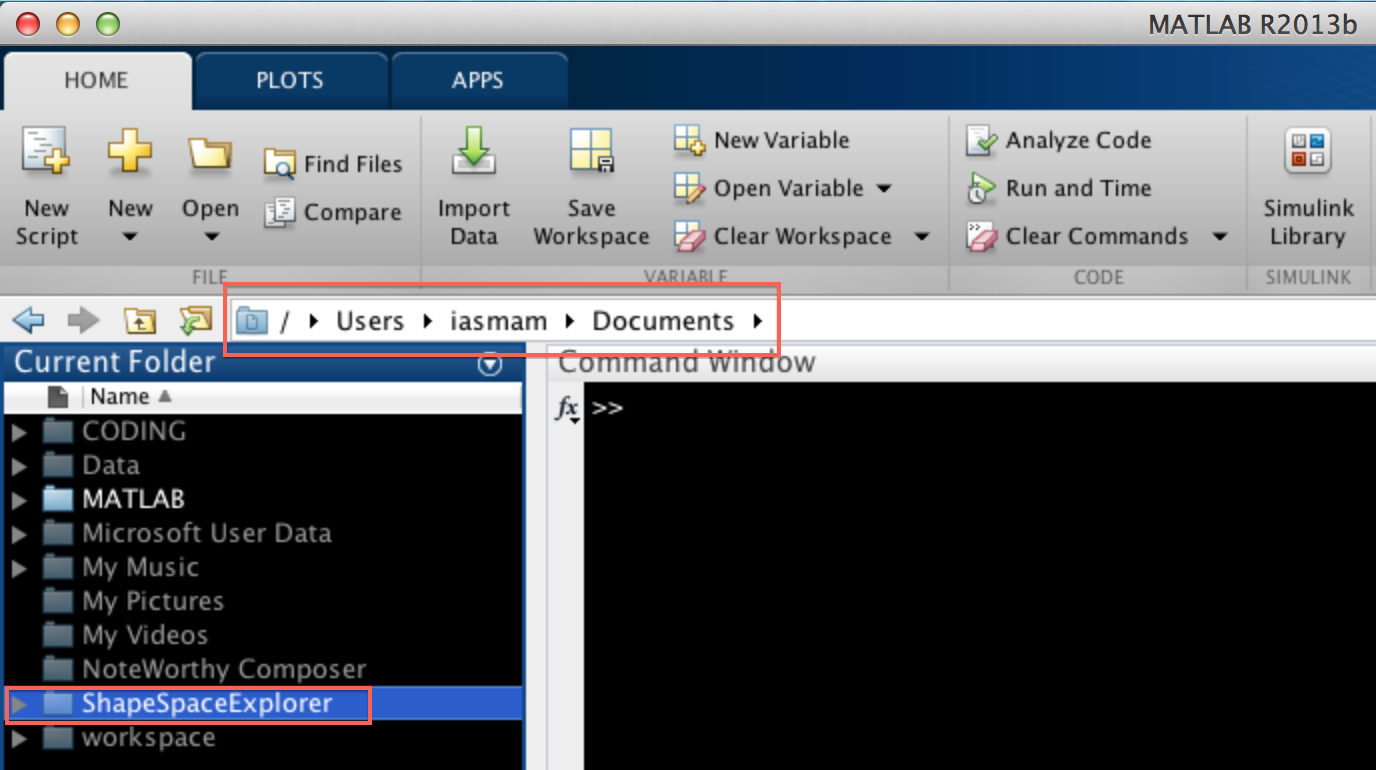 MATLAB R2013b
HOME PLOTS APPS
New Script
New
Open
Find Files
Compare
FILE
Import Data
Save Workspace
New Variable
Open Variable
Clear Workspace
VARIABLE
Analyze Code
Run and Time
Clear Commands
CODE
Simulink Library
SIMULINK
/ Users iasmam Documents
Current Folder
Name
CODING
Data
MATLAB
Microsoft User Data
My Music
My Pictures
My Videos
NoteWorthy Composer
ShapeSpaceExplorer
workspace
Command Window
fx >>